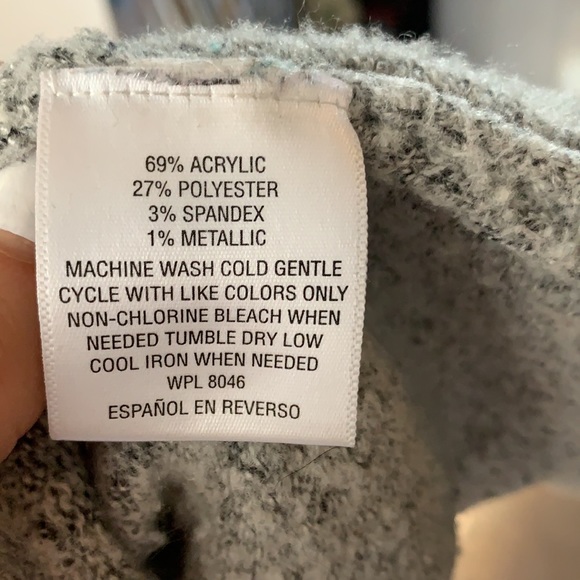 69% ACRYLIC
27% POLYESTER
3% SPANDEX
1% METALLIC
MACHINE WASH COLD GENTLE
CYCLE WITH LIKE COLORS ONLY
NON-CHLORINE BLEACH WHEN
NEEDED TUMBLE DRY LOW
COOL IRON WHEN NEEDED
WPL 8046
ESPAÑOL EN REVERSO